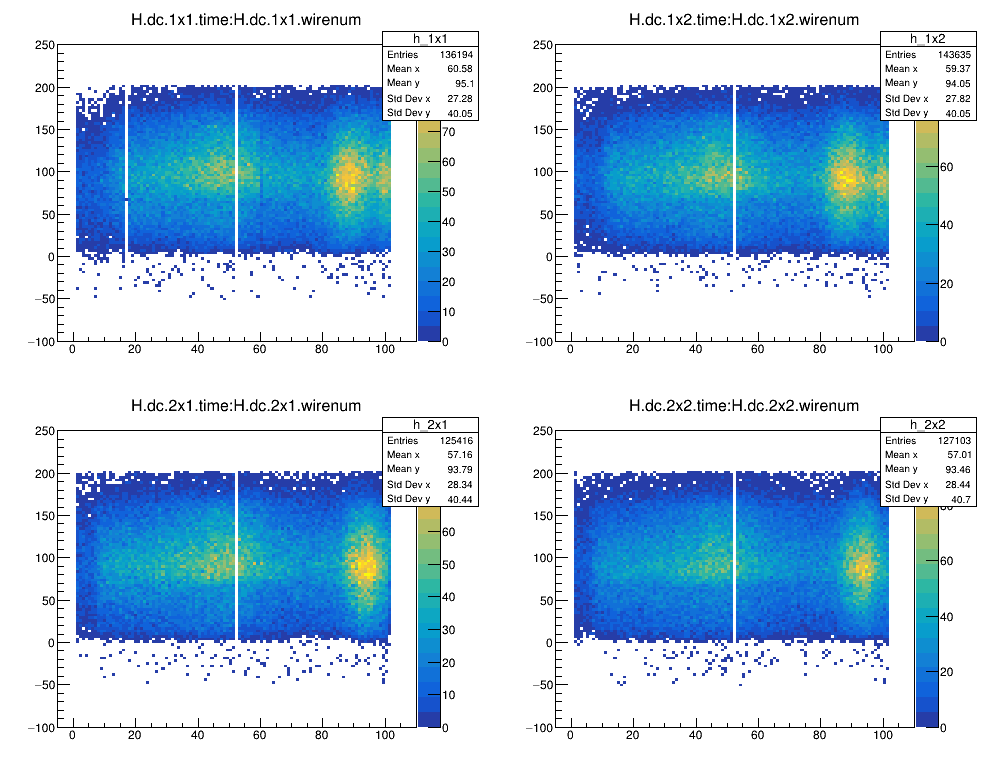 H.dc.1x1.time:H.dc.1x1.wirenum
h_1x1
Entries 136194
Mean x 60.58
Mean y 95.1
Std Dev x 27.28
Std Dev y 40.05
250
200
150
100
50
0
−50
−100
0 20 40 60 80 100
70
60
50
40
30
20
10
0
H.dc.1x2.time:H.dc.1x2.wirenum
h_1x2
Entries 143635
Mean x 59.37
Mean y 94.05
Std Dev x 27.82
Std Dev y 40.05
250
200
150
100
50
0
−50
−100
0 20 40 60 80 100
60
40
20
0
H.dc.2x1.time:H.dc.2x1.wirenum
h_2x1
Entries 125416
Mean x 57.16
Mean y 93.79
Std Dev x 28.34
Std Dev y 40.44
250
200
150
100
50
0
−50
−100
0 20 40 60 80 100
60
50
40
30
20
10
0
H.dc.2x2.time:H.dc.2x2.wirenum
h_2x2
Entries 127103
Mean x 57.01
Mean y 93.46
Std Dev x 28.44
Std Dev y 40.7
250
200
150
100
50
0
−50
−100
0 20 40 60 80 100
80
60
40
20
0